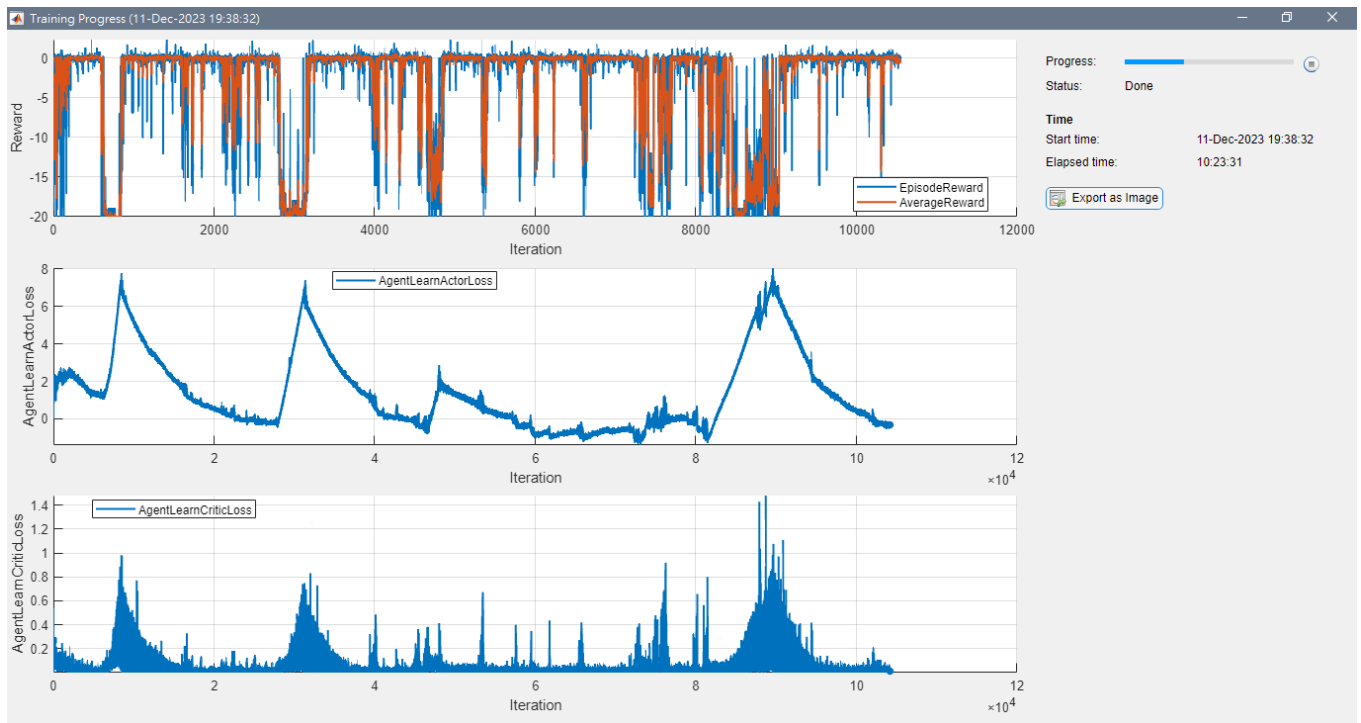 Training Progress (11-Dec-2023 19:38:32)
0
-5
-10
-15
-20
Reward
EpisodeReward
AverageReward
0 2000 4000 6000 8000 10000 12000
Iteration
8
6
4
2
0
AgentLearnActorLoss
AgentLearnActorLoss
0 2 4 6 8 10 12
Iteration
×10⁴
1.4
1.2
1
0.8
0.6
0.4
0.2
AgentLearnCriticLoss
AgentLearnCriticLoss
0 2 4 6 8 10 12
Iteration
×10⁴
Progress:
Status: Done
Time
Start time: 11-Dec-2023 19:38:32
Elapsed time: 10:23:31
Export as Image